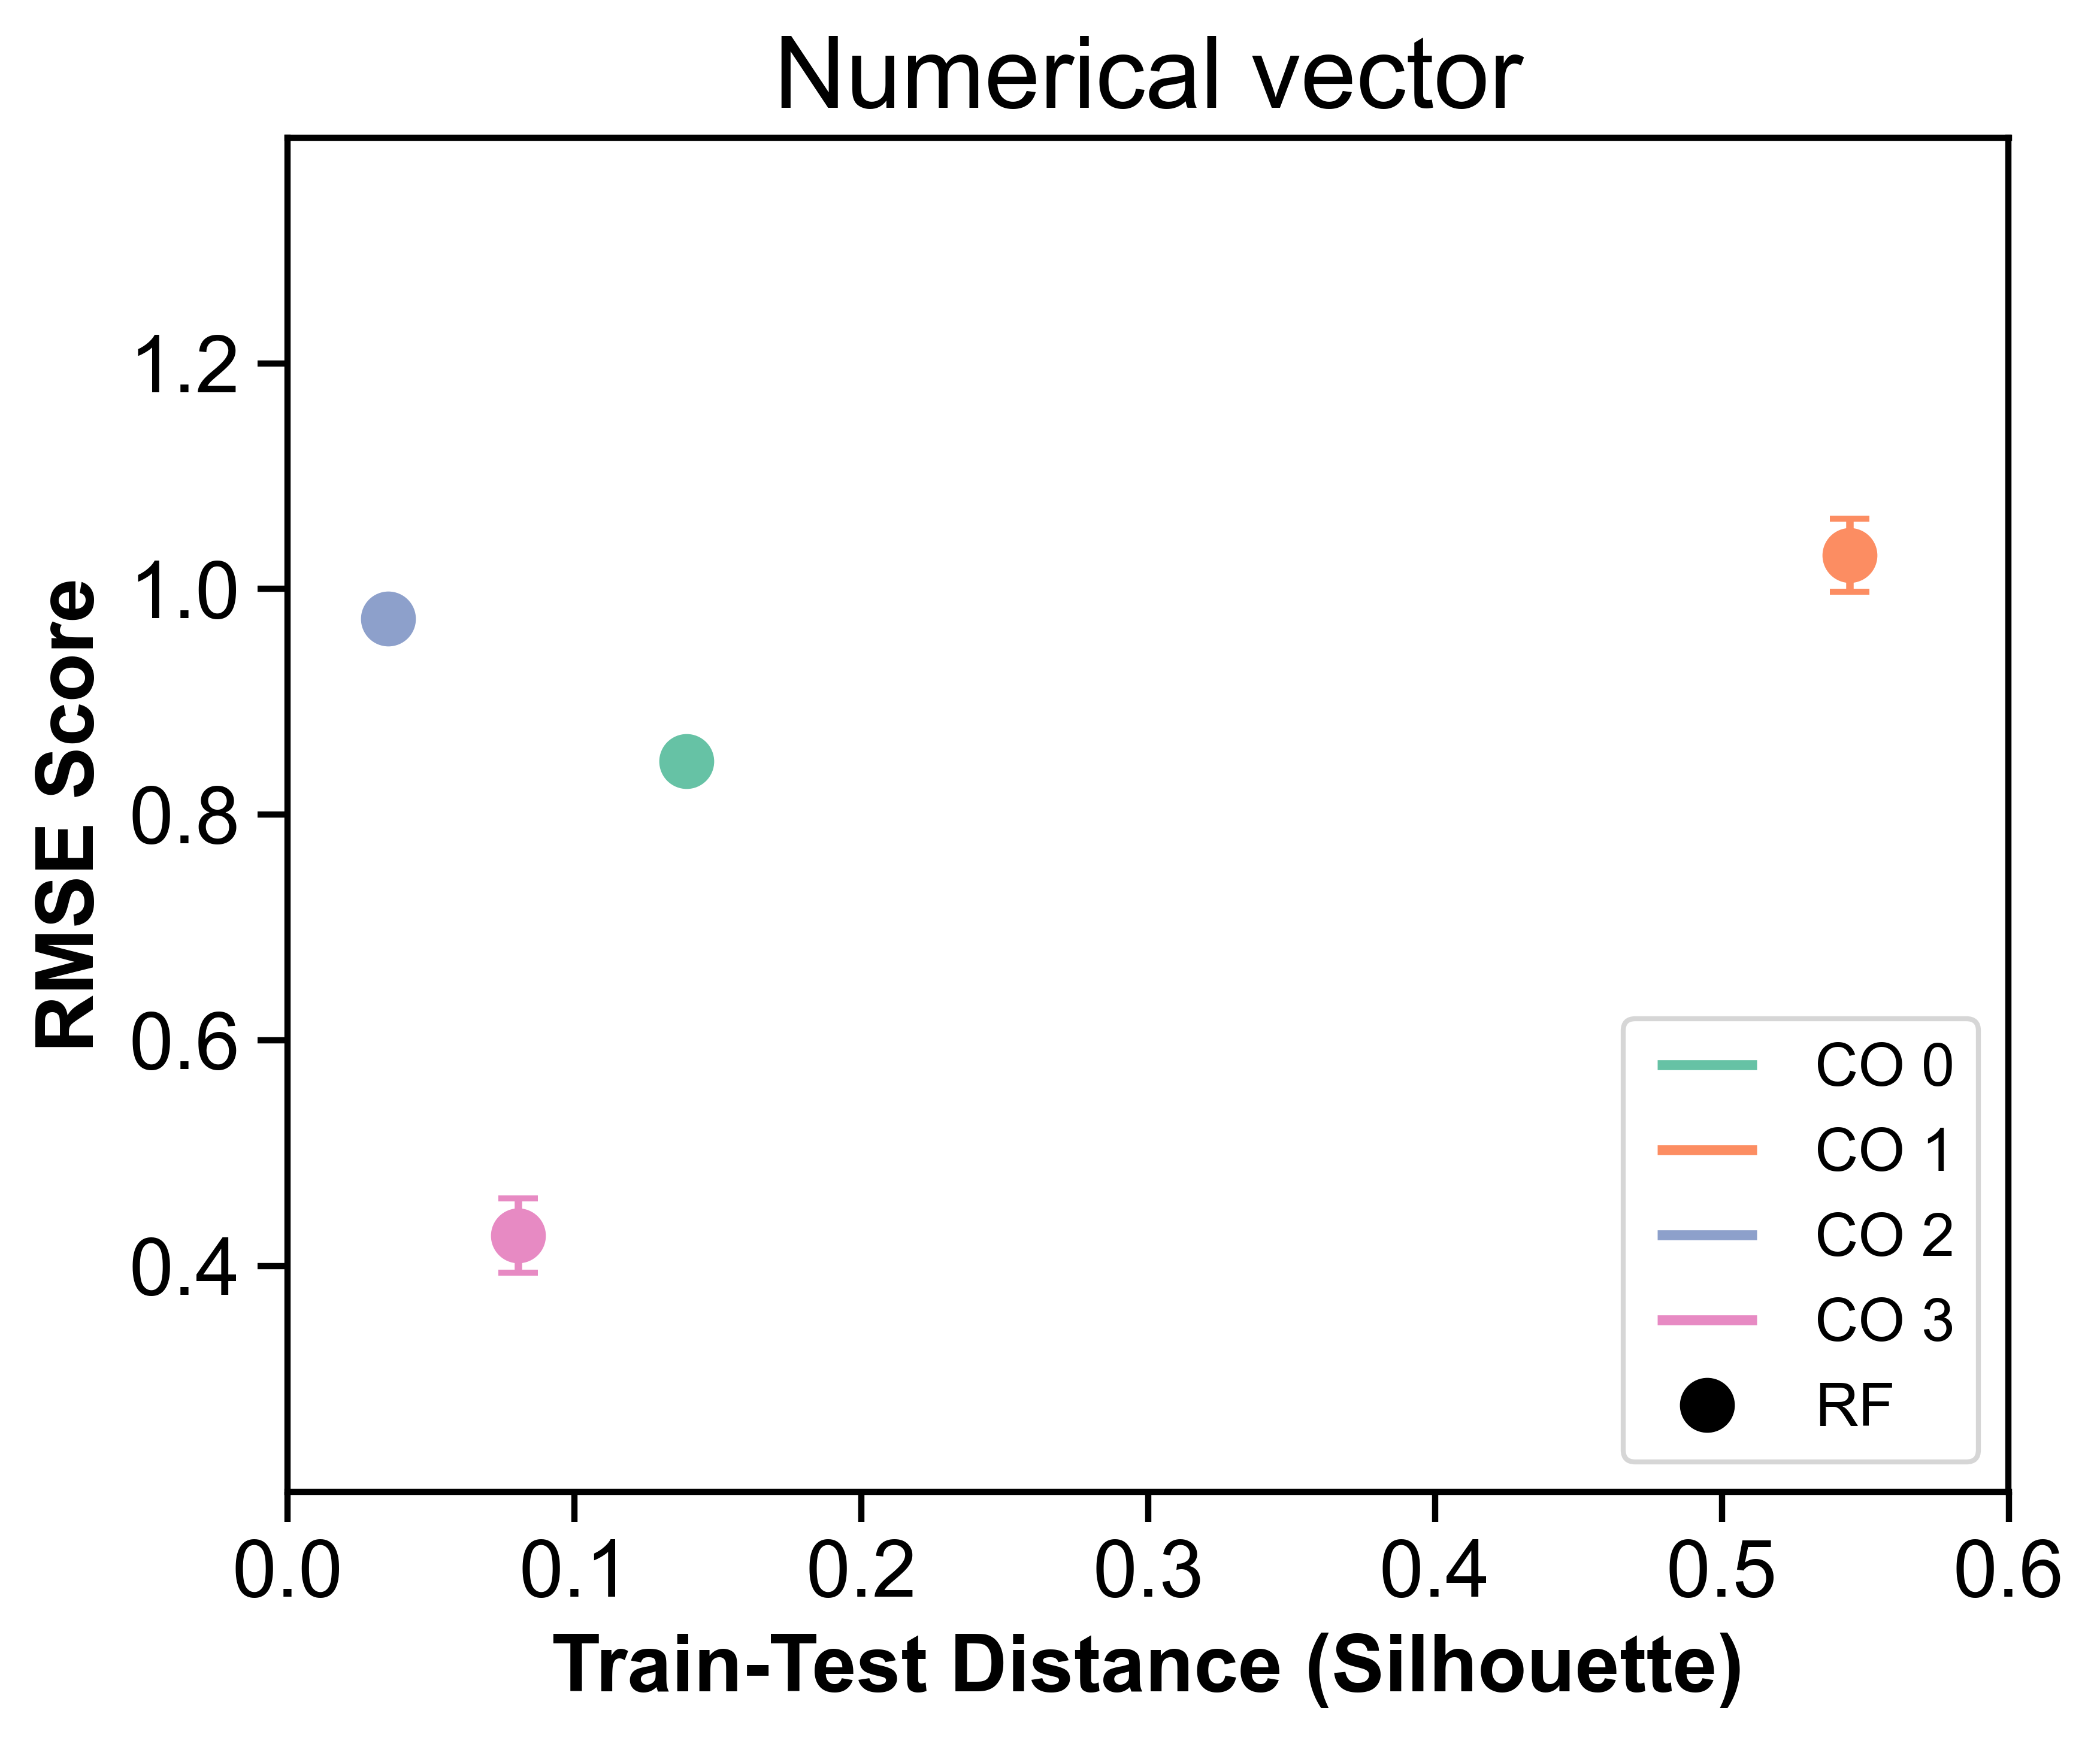 Numerical vector
RMSE Score
1.2
1.0
0.8
0.6
0.4
CO 0
CO 1
CO 2
CO 3
RF
0.0 0.1 0.2 0.3 0.4 0.5 0.6
Train-Test Distance (Silhouette)